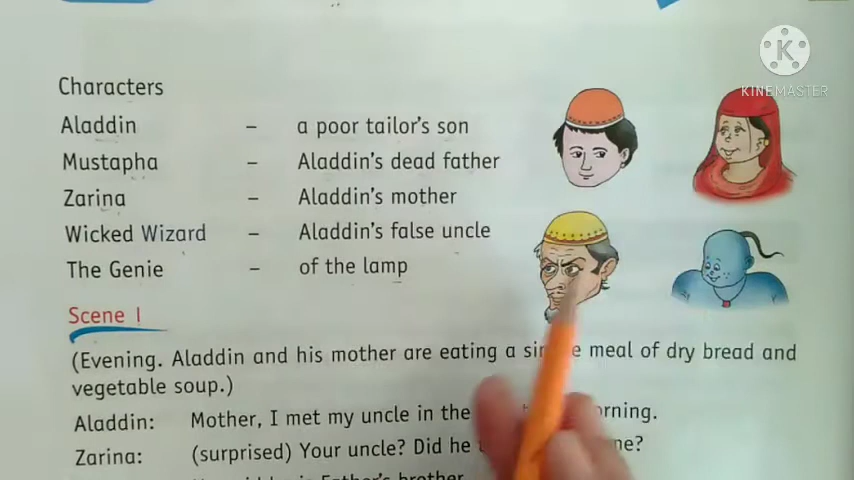 KINEMASTER
Characters
Aladdin – a poor tailor's son
Mustapha – Aladdin's dead father
Zarina – Aladdin's mother
Wicked Wizard – Aladdin's false uncle
The Genie – of the lamp
Scene I
(Evening. Aladdin and his mother are eating a meal of dry bread and
vegetable soup.)
Aladdin: Mother, I met my uncle in the
Zarina: (surprised) Your uncle? Did he
Father's brother